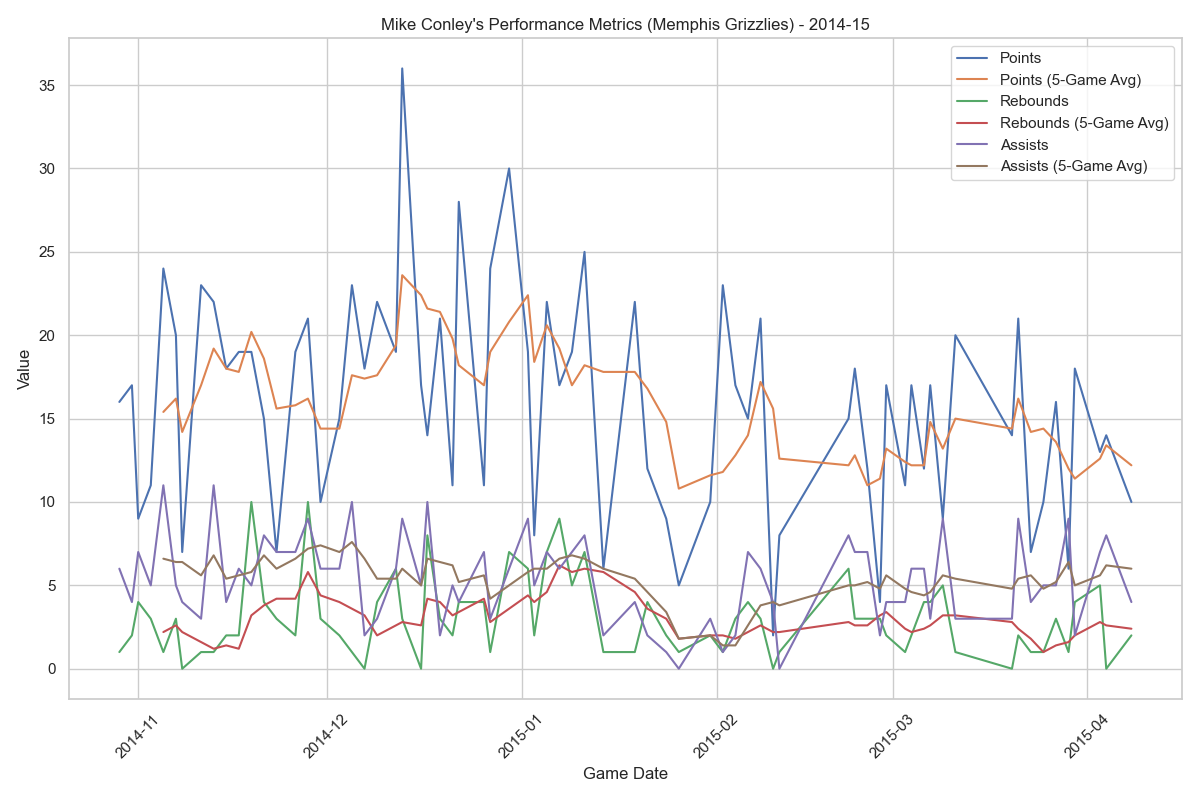 Mike Conley's Performance Metrics (Memphis Grizzlies) - 2014-15
Points
Points (5-Game Avg)
Rebounds
Rebounds (5-Game Avg)
Assists
Assists (5-Game Avg)
Value
35
30
25
20
15
10
5
0
2014-11
2014-12
2015-01
2015-02
2015-03
2015-04
Game Date